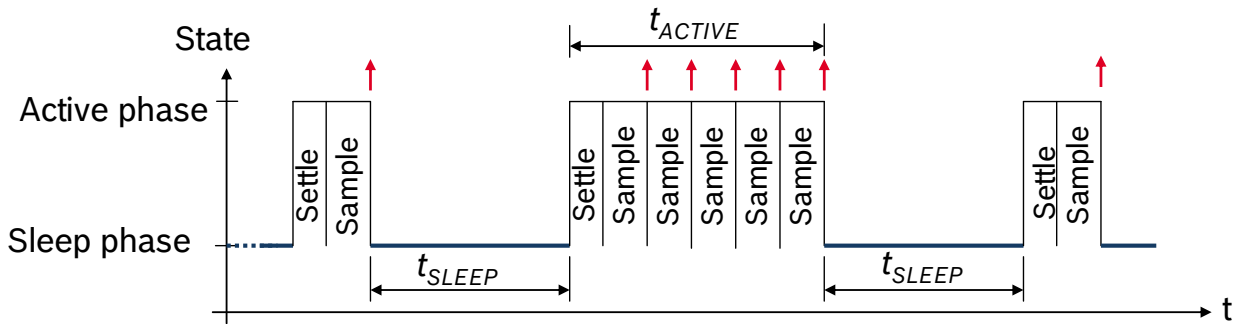 State
t_ACTIVE
Active phase
Settle
Sample
Settle
Sample
Sample
Sample
Sample
Sample
Settle
Sample
Sleep phase
t_SLEEP
t_SLEEP
t